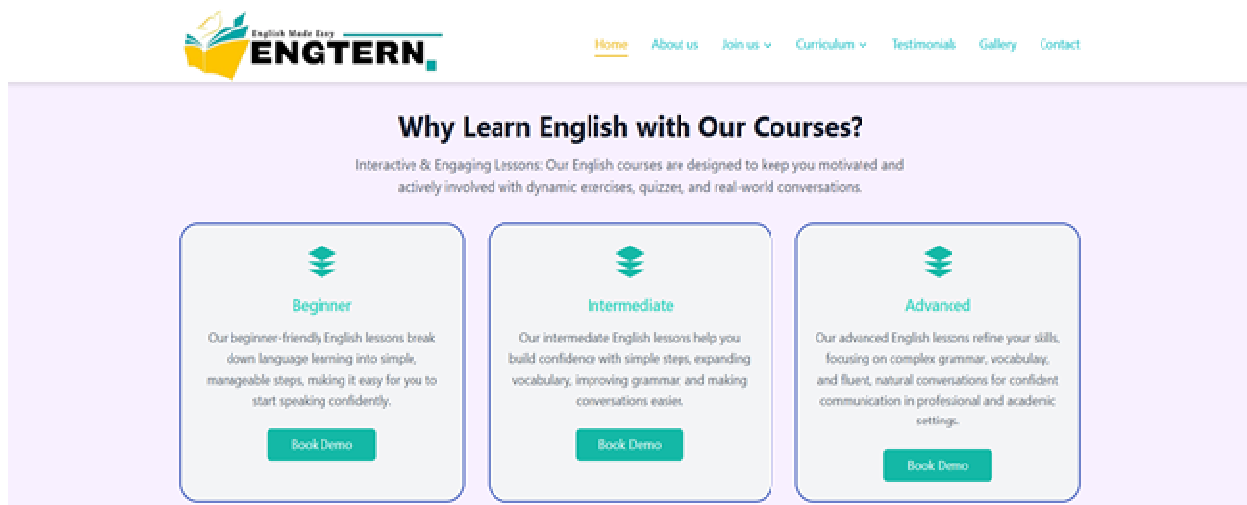 English Made Easy
ENGTERN.
Home About us Join us Curriculum Testimonials Gallery Contact
Why Learn English with Our Courses?
Interactive & Engaging Lessons: Our English courses are designed to keep you motivated and
actively involved with dynamic exercises, quizzes, and real-world conversations.
Beginner
Our beginner-friendly English lessons break
down language learning into simple,
manageable steps, making it easy for you to
start speaking confidently.
Book Demo
Intermediate
Our intermediate English lessons help you
build confidence with simple steps, expanding
vocabulary, improving grammar and making
conversations easier.
Book Demo
Advanced
Our advanced English lessons refine your skills,
focusing on complex grammar, vocabulay,
and fluent, natural conversations for confident
communication in professional and academic
settings.
Book Demo